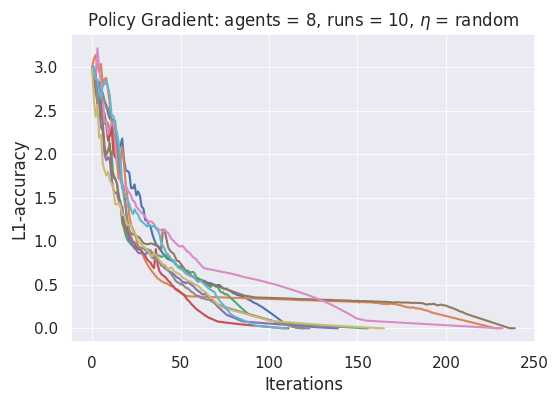 Policy Gradient: agents = 8, runs = 10, η = random
L1-accuracy
3.0
2.5
2.0
1.5
1.0
0.5
0.0
0 50 100 150 200 250
Iterations